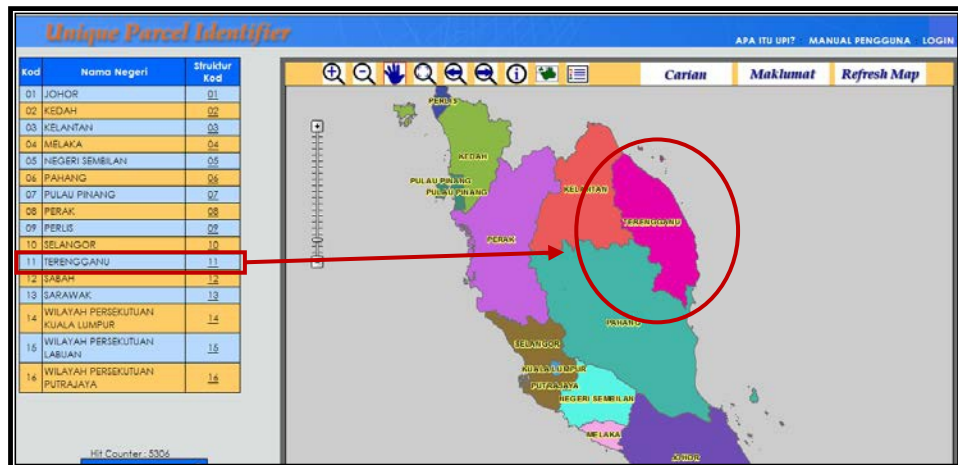 Unique Parcel Identifier
APA ITU UPI? MANUAL PENGGUNA LOGIN
Kod Nama Negeri Struktur Kod
01 JOHOR 01
02 KEDAH 02
03 KELANTAN 03
04 MELAKA 04
05 NEGERI SEMBILAN 05
06 PAHANG 06
07 PULAU PINANG 07
08 PERAK 08
09 PERLIS 09
10 SELANGOR 10
11 TERENGGANU 11
12 SABAH 12
13 SARAWAK 13
14 WILAYAH PERSEKUTUAN KUALA LUMPUR 14
15 WILAYAH PERSEKUTUAN LABUAN 15
16 WILAYAH PERSEKUTUAN PUTRAJAYA 16
Hit Counter : 5306
Carian Maklumat Refresh Map
PERLIS
KEDAH
PULAU PINANG
PULAU PINANG
KELANTAN
TERENGGANU
PERAK
PAHANG
SELANGOR
KUALA LUMPUR
PUTRAJAYA
NEGERI SEMBILAN
MELAKA
JOHOR